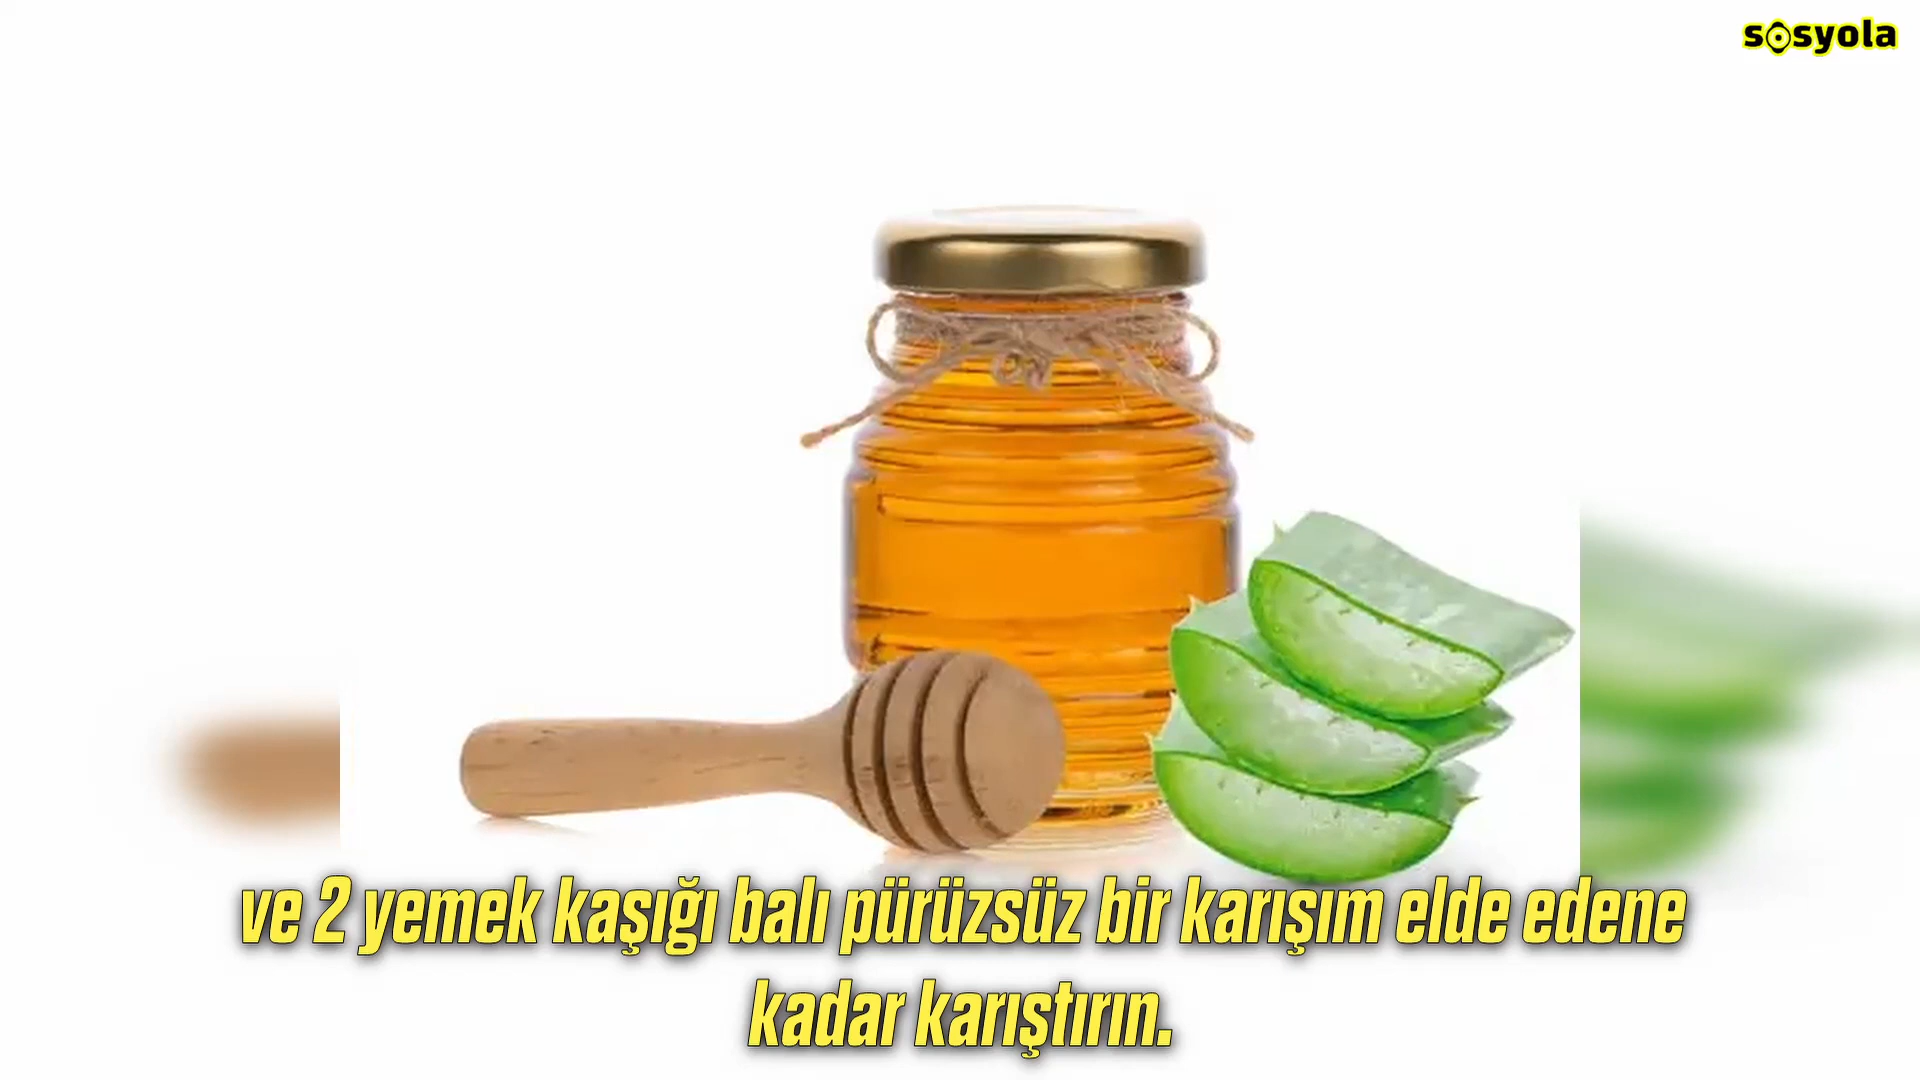 sosyola
ve 2 yemek kaşığı balı pürüzsüz bir karışım elde edene
kadar karıştırın.